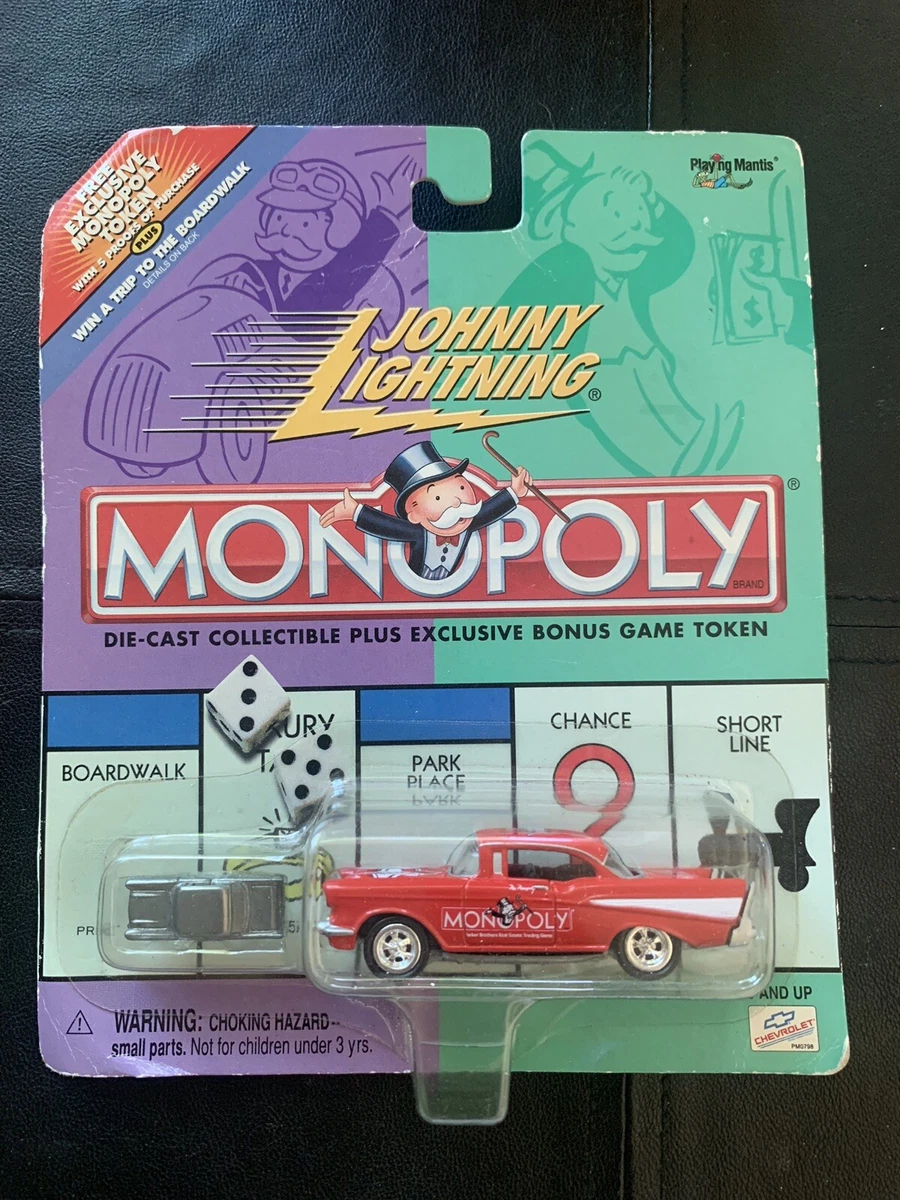 FREE
EXCLUSIVE
MONOPOLY
TOKEN
WITH 5 PROOFS OF PURCHASE
PLUS
WIN A TRIP TO THE BOARDWALK
DETAILS ON BACK
Playing Mantis®
JOHNNY
LIGHTNING®
MONOPOLY®
BRAND
DIE-CAST COLLECTIBLE PLUS EXCLUSIVE BONUS GAME TOKEN
BOARDWALK
PARK
PLACE
CHANCE
SHORT
LINE
MONOPOLY
WARNING: CHOKING HAZARD--
small parts. Not for children under 3 yrs.
AND UP
CHEVROLET
PM0798